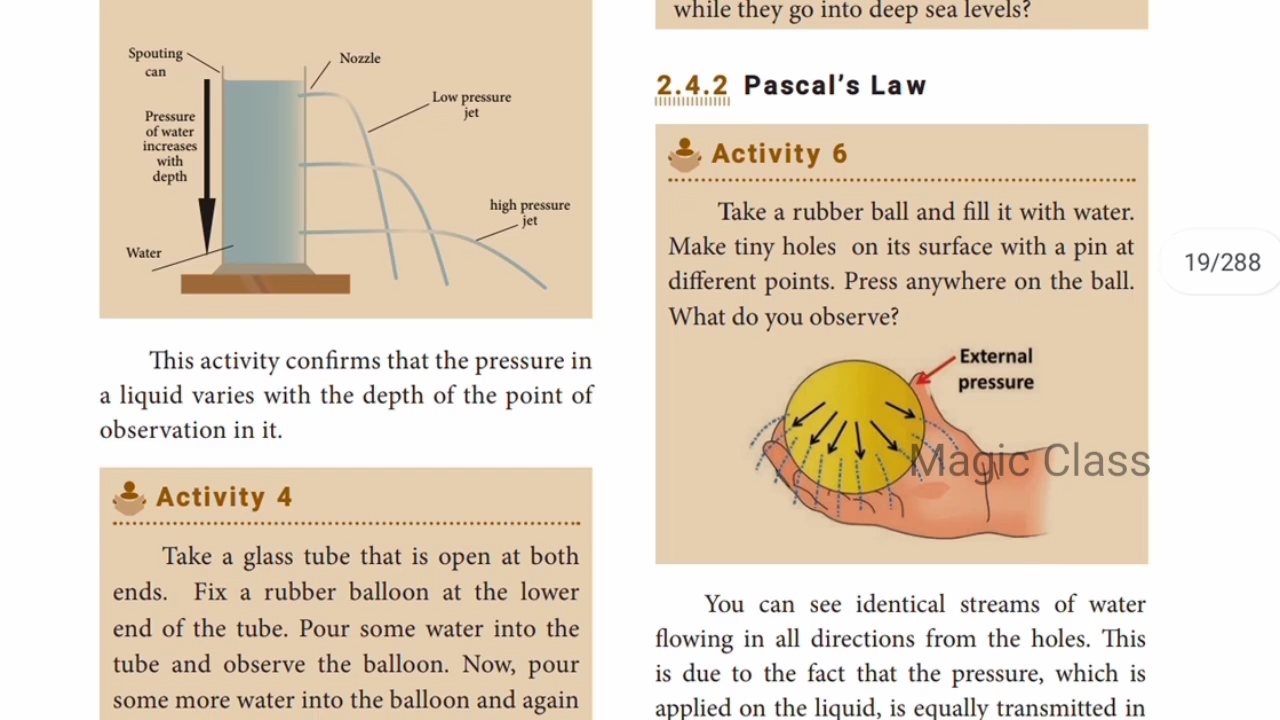 Spouting
can
Nozzle
Low pressure
jet
Pressure
of water
increases
with
depth
high pressure
jet
Water
This activity confirms that the pressure in
a liquid varies with the depth of the point of
observation in it.
Activity 4
Take a glass tube that is open at both
ends. Fix a rubber balloon at the lower
end of the tube. Pour some water into the
tube and observe the balloon. Now, pour
some more water into the balloon and again
while they go into deep sea levels?
2.4.2 Pascal’s Law
Activity 6
Take a rubber ball and fill it with water.
Make tiny holes on its surface with a pin at
different points. Press anywhere on the ball.
What do you observe?
External
pressure
Magic Class
You can see identical streams of water
flowing in all directions from the holes. This
is due to the fact that the pressure, which is
applied on the liquid, is equally transmitted in
19/288